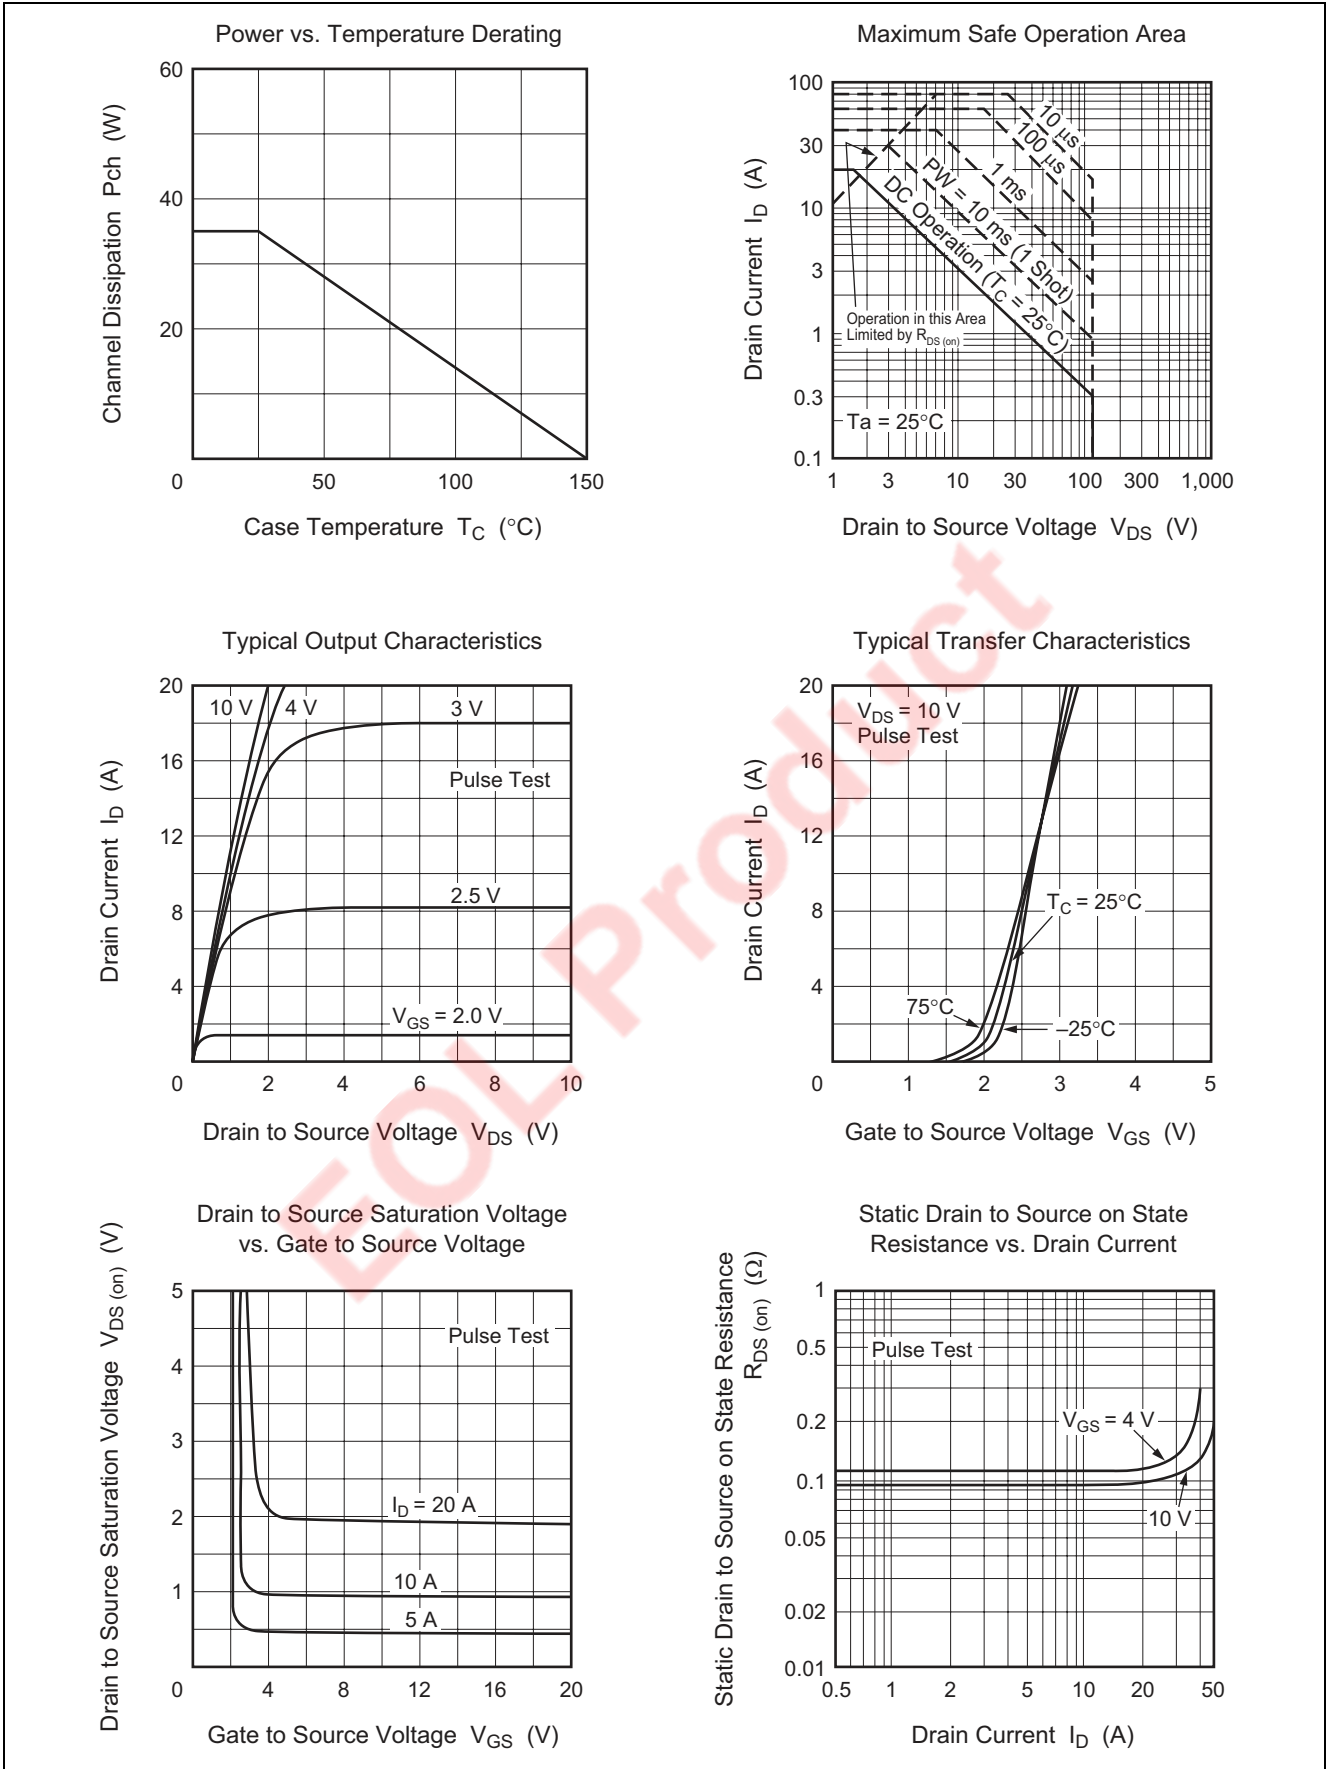 Power vs. Temperature Derating
Channel Dissipation Pch (W)
60
40
20
0
50
100
150
Case Temperature TC (°C)
Maximum Safe Operation Area
Drain Current ID (A)
100
30
10
3
1
0.3
0.1
10 μs
100 μs
1 ms
PW = 10 ms (1 Shot)
DC Operation (TC = 25°C)
Operation in this Area
Limited by RDS (on)
Ta = 25°C
1
3
10
30
100
300
1,000
Drain to Source Voltage VDS (V)
Typical Output Characteristics
Drain Current ID (A)
20
16
12
8
4
0
10 V
4 V
3 V
Pulse Test
2.5 V
VGS = 2.0 V
2
4
6
8
10
Drain to Source Voltage VDS (V)
Typical Transfer Characteristics
Drain Current ID (A)
20
16
12
8
4
0
VDS = 10 V
Pulse Test
TC = 25°C
75°C
–25°C
1
2
3
4
5
Gate to Source Voltage VGS (V)
EOL Product
Drain to Source Saturation Voltage
vs. Gate to Source Voltage
Drain to Source Saturation Voltage VDS (on) (V)
5
4
3
2
1
0
Pulse Test
ID = 20 A
10 A
5 A
4
8
12
16
20
Gate to Source Voltage VGS (V)
Static Drain to Source on State
Resistance vs. Drain Current
Static Drain to Source on State Resistance
RDS (on) (Ω)
1
0.5
0.2
0.1
0.05
0.02
0.01
Pulse Test
VGS = 4 V
10 V
0.5
1
2
5
10
20
50
Drain Current ID (A)